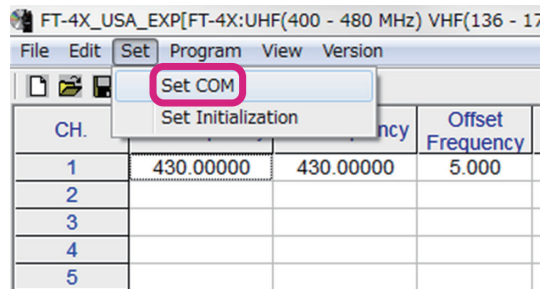 FT-4X_USA_EXP[FT-4X:UHF(400 - 480 MHz) VHF(136 - 17
File Edit Set Program View Version
Set COM
Set Initialization
CH. ncy Offset Frequency
1 430.00000 430.00000 5.000
2
3
4
5